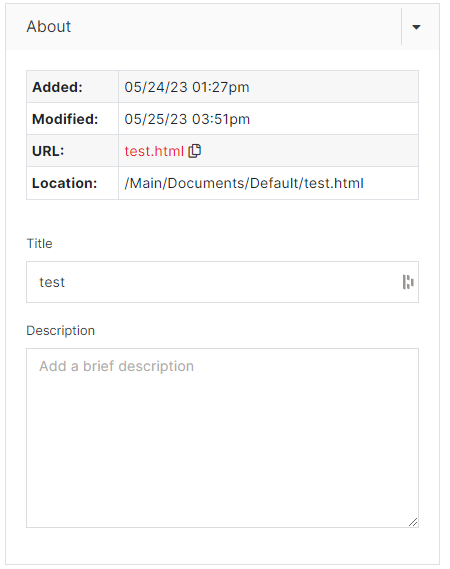 About
Added: 05/24/23 01:27pm
Modified: 05/25/23 03:51pm
URL: test.html
Location: /Main/Documents/Default/test.html
Title
test
Description
Add a brief description